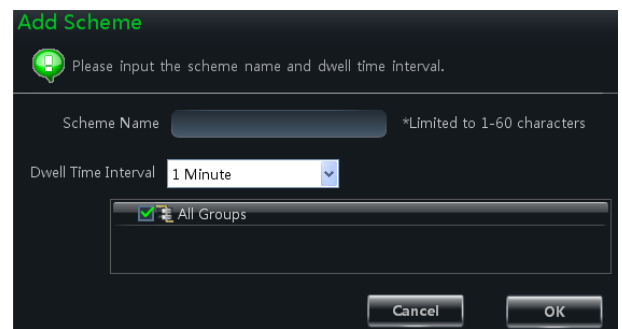 Add Scheme
Please input the scheme name and dwell time interval.
Scheme Name *Limited to 1-60 characters
Dwell Time Interval 1 Minute
All Groups
Cancel OK